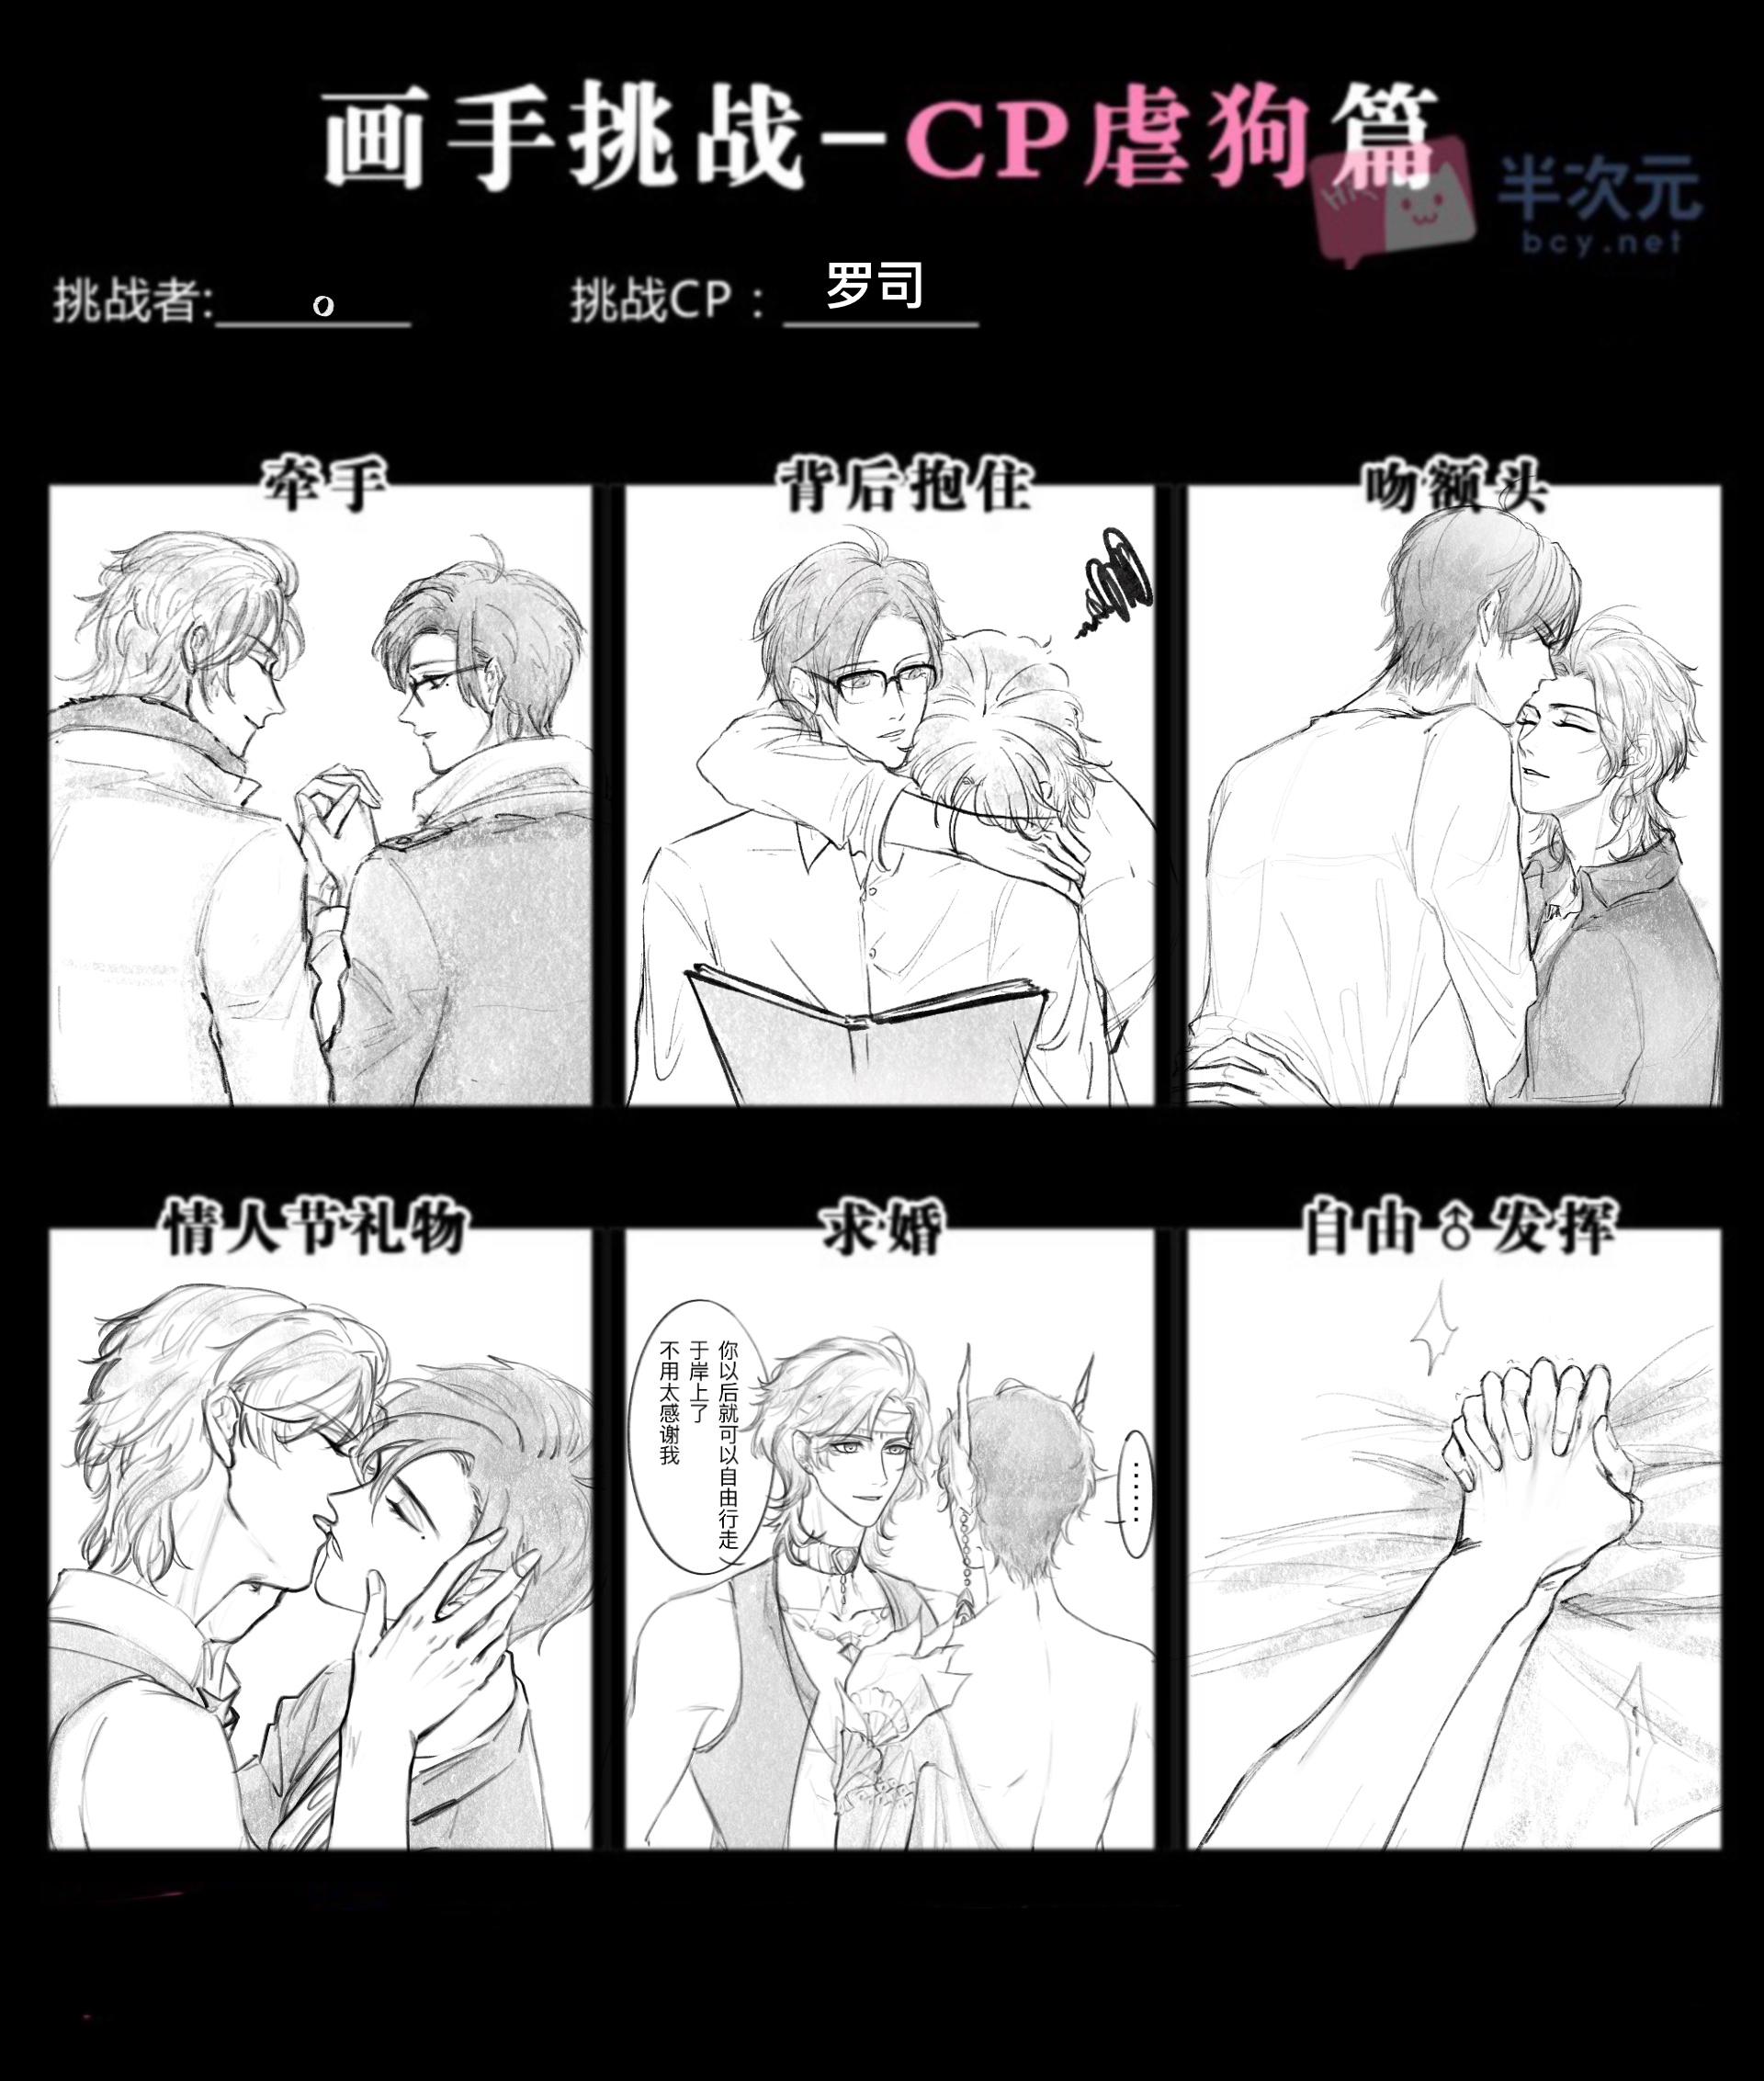 画手挑战-CP虐狗篇
半次元
bcy.net
挑战者:
o
挑战CP：
罗司
牵手
背后抱住
吻额头
情人节礼物
求婚
自由♂发挥
你以后就可以自由行走
于岸上了
不用太感谢我
······